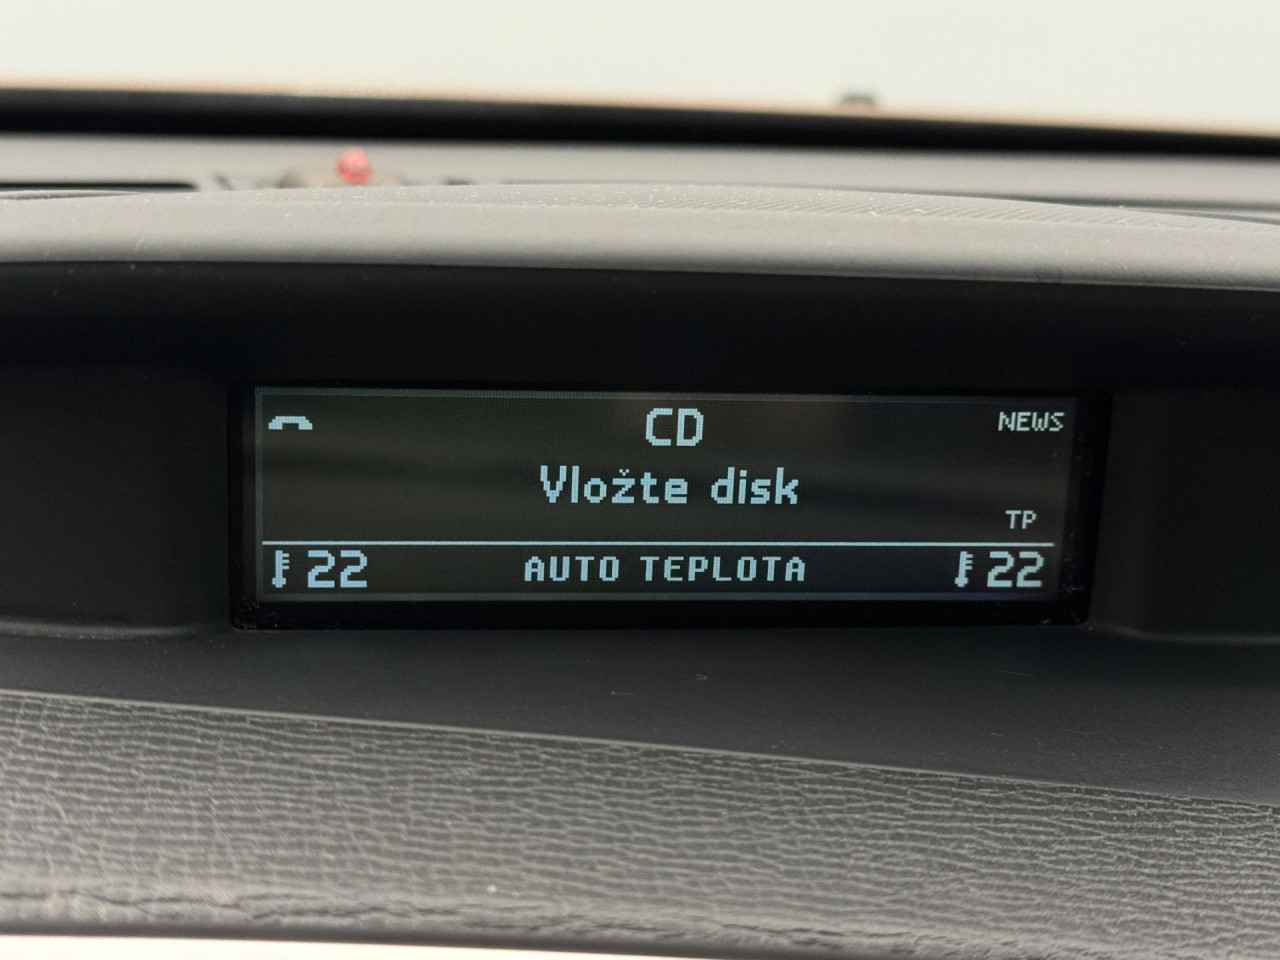 CD NEWS
Vložte disk
TP
22 AUTO TEPLOTA 22